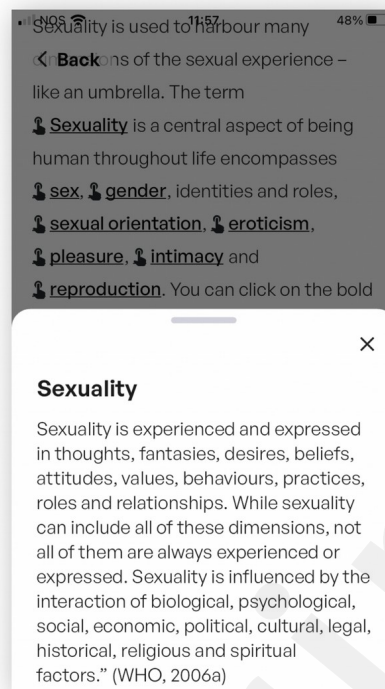 NOS 11:57 48%
Sexuality is used to harbour many
Back ons of the sexual experience –
like an umbrella. The term
Sexuality is a central aspect of being
human throughout life encompasses
sex, gender, identities and roles,
sexual orientation, eroticism,
pleasure, intimacy and
reproduction. You can click on the bold
Sexuality
Sexuality is experienced and expressed
in thoughts, fantasies, desires, beliefs,
attitudes, values, behaviours, practices,
roles and relationships. While sexuality
can include all of these dimensions, not
all of them are always experienced or
expressed. Sexuality is influenced by the
interaction of biological, psychological,
social, economic, political, cultural, legal,
historical, religious and spiritual
factors.” (WHO, 2006a)